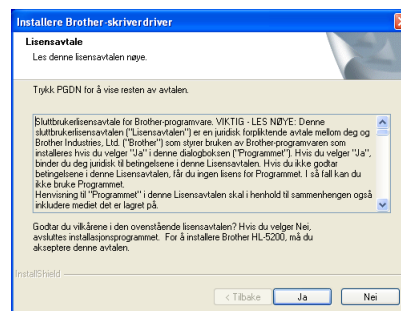 Installere Brother-skriverdriver
Lisensavtale
Les denne lisensavtalen nøye.
Trykk PGDN for å vise resten av avtalen.
Sluttbrukerlisensavtale for Brother-programvare. VIKTIG - LES NØYE: Denne
sluttbrukerlisensavtalen ("Lisensavtalen") er en juridisk forpliktende avtale mellom deg og
Brother Industries, Ltd. ("Brother") som styrer bruken av Brother-programvaren som
installeres hvis du velger "Ja" i denne dialogboksen ("Programmet"). Hvis du velger "Ja",
binder du deg juridisk til betingelsene i denne Lisensavtalen. Hvis du ikke godtar
betingelsene i denne Lisensavtalen, får du ingen lisens for Programmet. I så fall kan du
ikke bruke Programmet.
Henvisning til "Programmet" i denne Lisensavtalen skal i henhold til sammenhengen også
inkludere mediet det er lagret på.
Godtar du vilkårene i den ovenstående lisensavtalen? Hvis du velger Nei,
avsluttes installasjonsprogrammet. For å installere Brother HL-5200, må du
akseptere denne avtalen.
InstallShield
< Tilbake
Ja
Nei